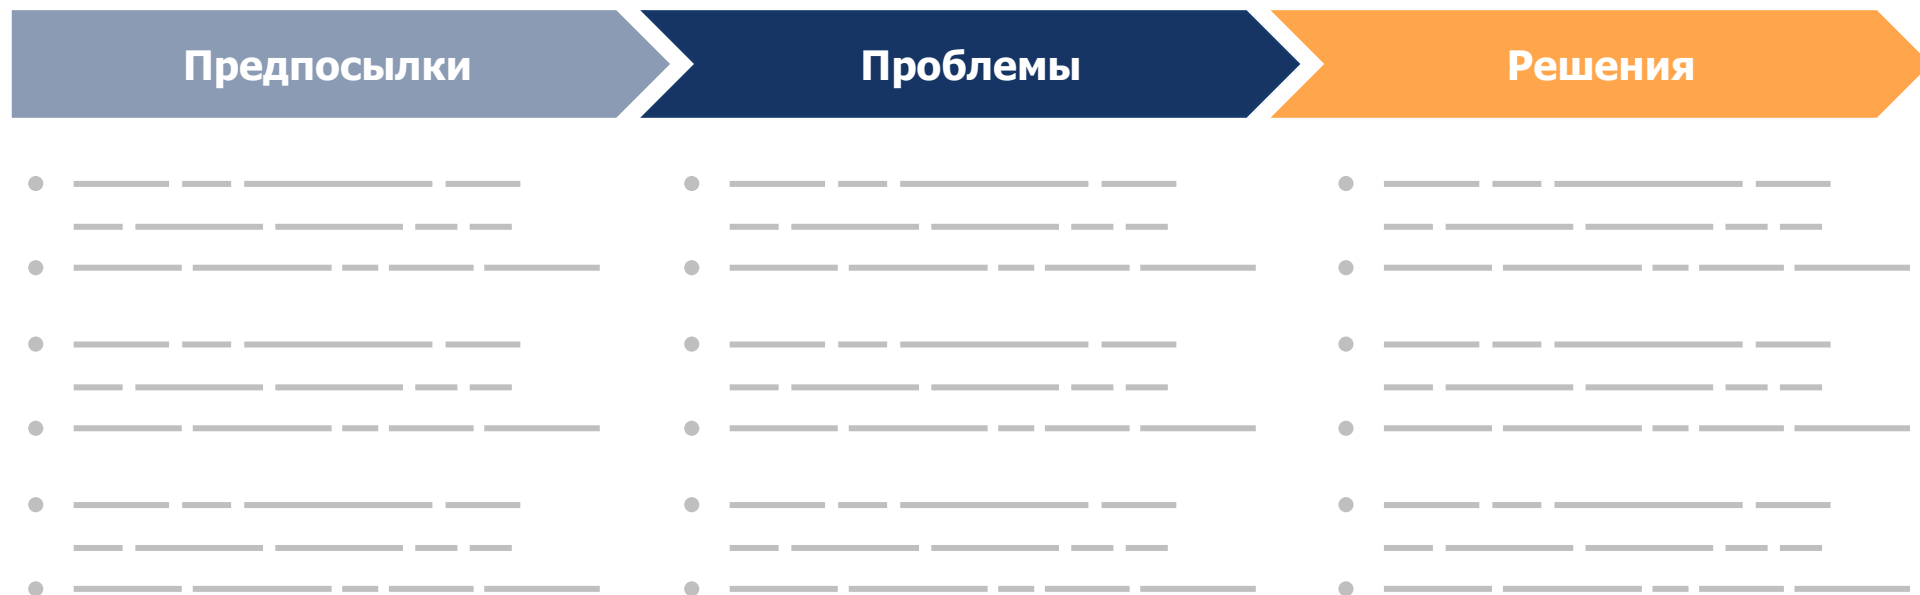 Предпосылки
Проблемы
Решения